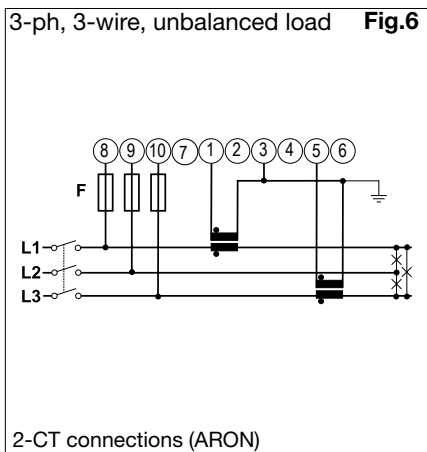 3-ph, 3-wire, unbalanced load Fig.6
8 9 10 7 1 2 3 4 5 6
F
L1
L2
L3
2-CT connections (ARON)